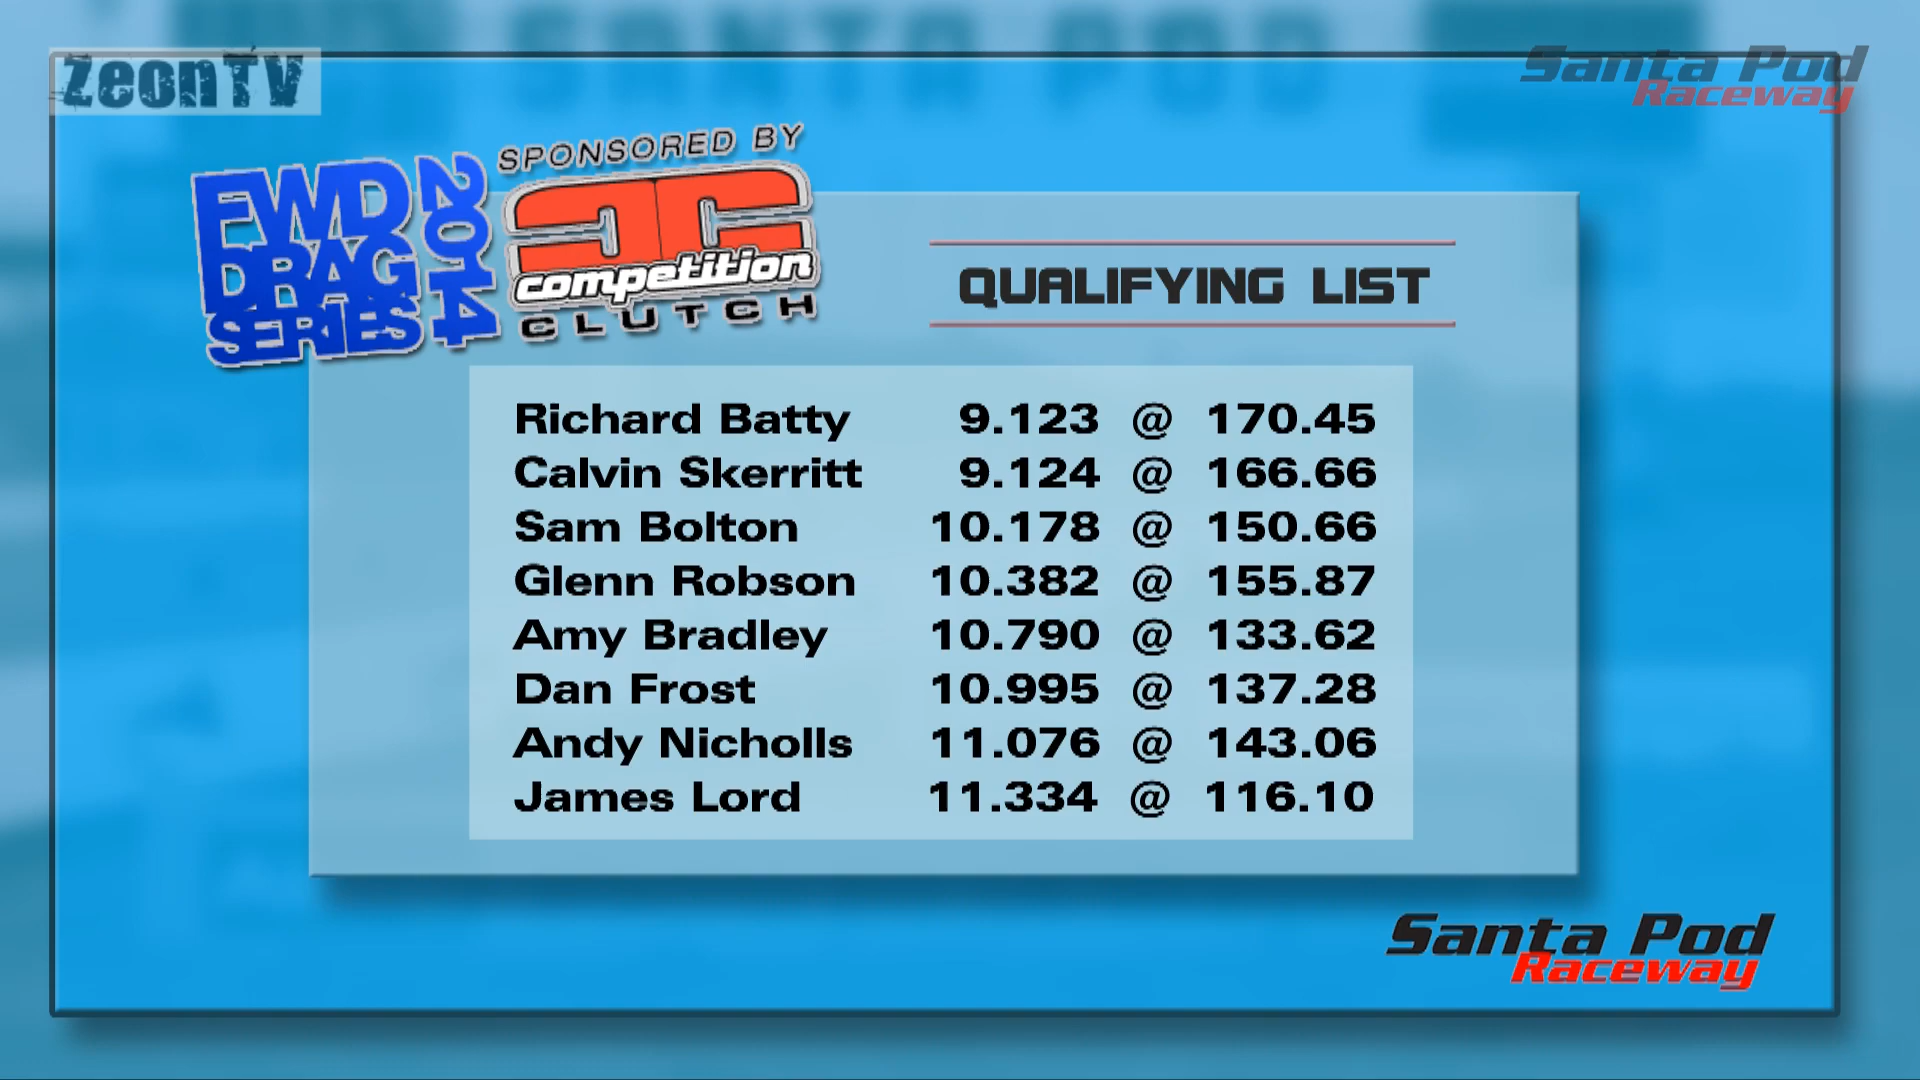 ZeonTV
Santa Pod
Raceway
FWD
DRAG
SERIES
2014
SPONSORED BY
competition
CLUTCH
QUALIFYING LIST
Richard Batty 9.123 @ 170.45
Calvin Skerritt 9.124 @ 166.66
Sam Bolton 10.178 @ 150.66
Glenn Robson 10.382 @ 155.87
Amy Bradley 10.790 @ 133.62
Dan Frost 10.995 @ 137.28
Andy Nicholls 11.076 @ 143.06
James Lord 11.334 @ 116.10
Santa Pod
Raceway
SANTA POD